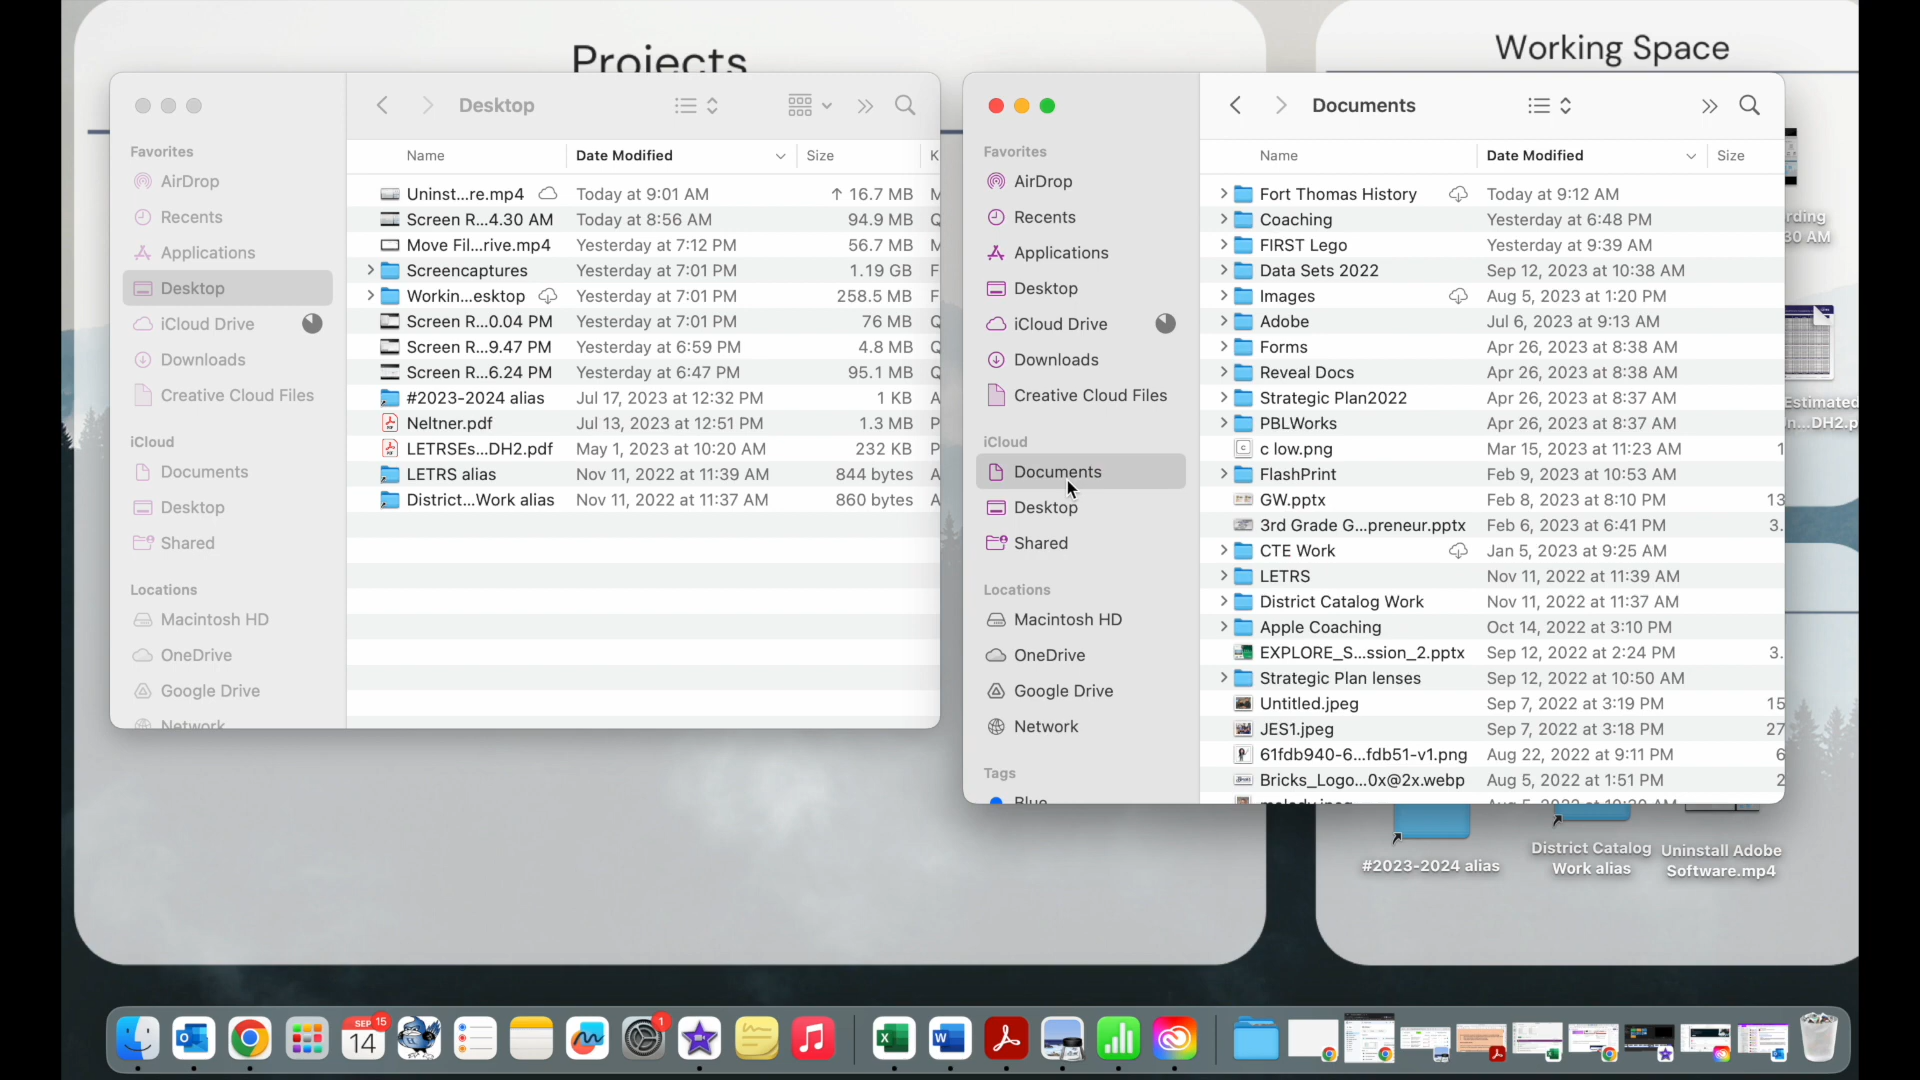 Projects
Working Space
Desktop
Favorites
AirDrop
Recents
Applications
Desktop
iCloud Drive
Downloads
Creative Cloud Files
iCloud
Documents
Desktop
Shared
Locations
Macintosh HD
OneDrive
Google Drive
Network
Name Date Modified Size K
Uninst...re.mp4 Today at 9:01 AM ↑ 16.7 MB M
Screen R...4.30 AM Today at 8:56 AM 94.9 MB Q
Move Fil...rive.mp4 Yesterday at 7:12 PM 56.7 MB M
Screencaptures Yesterday at 7:01 PM 1.19 GB F
Workin...esktop Yesterday at 7:01 PM 258.5 MB F
Screen R...0.04 PM Yesterday at 7:01 PM 76 MB Q
Screen R...9.47 PM Yesterday at 6:59 PM 4.8 MB Q
Screen R...6.24 PM Yesterday at 6:47 PM 95.1 MB Q
#2023-2024 alias Jul 17, 2023 at 12:32 PM 1 KB A
Neltner.pdf Jul 13, 2023 at 12:51 PM 1.3 MB P
LETRSEs...DH2.pdf May 1, 2023 at 10:20 AM 232 KB P
LETRS alias Nov 11, 2022 at 11:39 AM 844 bytes A
District...Work alias Nov 11, 2022 at 11:37 AM 860 bytes A
Documents
Favorites
AirDrop
Recents
Applications
Desktop
iCloud Drive
Downloads
Creative Cloud Files
iCloud
Documents
Desktop
Shared
Locations
Macintosh HD
OneDrive
Google Drive
Network
Tags
Blue
Name Date Modified Size
Fort Thomas History Today at 9:12 AM
Coaching Yesterday at 6:48 PM
FIRST Lego Yesterday at 9:39 AM
Data Sets 2022 Sep 12, 2023 at 10:38 AM
Images Aug 5, 2023 at 1:20 PM
Adobe Jul 6, 2023 at 9:13 AM
Forms Apr 26, 2023 at 8:38 AM
Reveal Docs Apr 26, 2023 at 8:38 AM
Strategic Plan2022 Apr 26, 2023 at 8:37 AM
PBLWorks Apr 26, 2023 at 8:37 AM
c low.png Mar 15, 2023 at 11:23 AM 1
FlashPrint Feb 9, 2023 at 10:53 AM
GW.pptx Feb 8, 2023 at 8:10 PM 13
3rd Grade G...preneur.pptx Feb 6, 2023 at 6:41 PM 3.
CTE Work Jan 5, 2023 at 9:25 AM
LETRS Nov 11, 2022 at 11:39 AM
District Catalog Work Nov 11, 2022 at 11:37 AM
Apple Coaching Oct 14, 2022 at 3:10 PM
EXPLORE_S...ssion_2.pptx Sep 12, 2022 at 2:24 PM 3.
Strategic Plan lenses Sep 12, 2022 at 10:50 AM
Untitled.jpeg Sep 7, 2022 at 3:19 PM 15
JES1.jpeg Sep 7, 2022 at 3:18 PM 27
61fdb940-6...fdb51-v1.png Aug 22, 2022 at 9:11 PM 6
Bricks_Logo...0x@2x.webp Aug 5, 2022 at 1:51 PM 2
rding
30 AM
Estimated
n...DH2.p
#2023-2024 alias
District Catalog
Work alias
Uninstall Adobe
Software.mp4
SEP 15
14
1